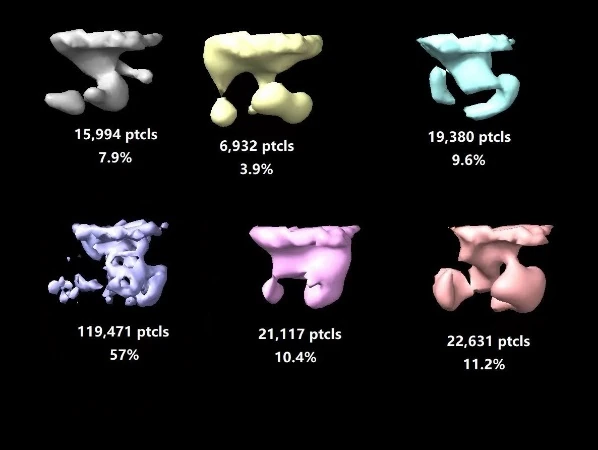 15,994 ptcls
7.9%
6,932 ptcls
3.9%
19,380 ptcls
9.6%
119,471 ptcls
57%
21,117 ptcls
10.4%
22,631 ptcls
11.2%